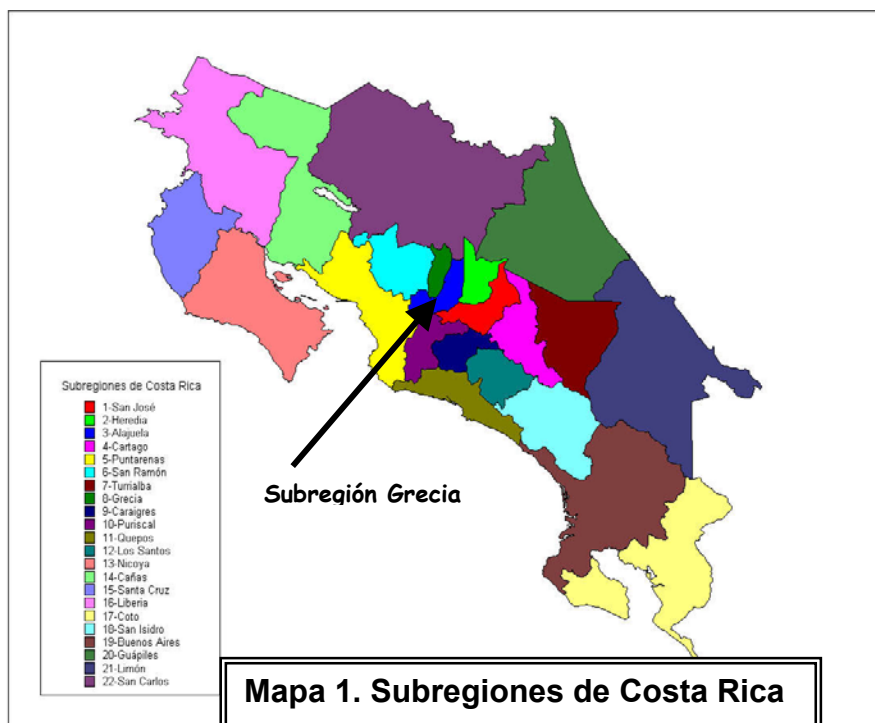 Subregiones de Costa Rica
1-San José
2-Heredia
3-Alajuela
4-Cartago
5-Puntarenas
6-San Ramón
7-Turrialba
8-Grecia
9-Caraigres
10-Puriscal
11-Quepos
12-Los Santos
13-Nicoya
14-Cañas
15-Santa Cruz
16-Liberia
17-Coto
18-San Isidro
19-Buenos Aires
20-Guápiles
21-Limón
22-San Carlos
Subregión Grecia
Mapa 1. Subregiones de Costa Rica